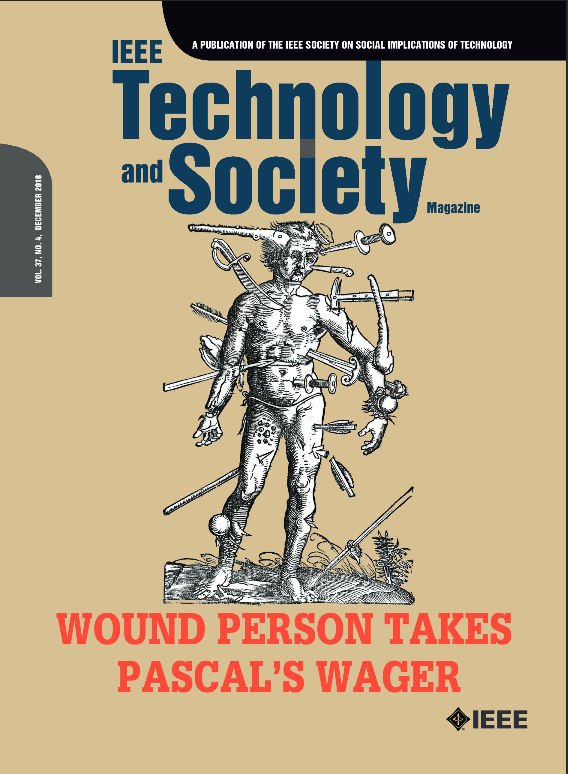 A PUBLICATION OF THE IEEE SOCIETY ON SOCIAL IMPLICATIONS OF TECHNOLOGY
IEEE
Technology
and Society
Magazine
VOL. 37, NO. 4, DECEMBER 2018
WOUND PERSON TAKES
PASCAL'S WAGER
IEEE